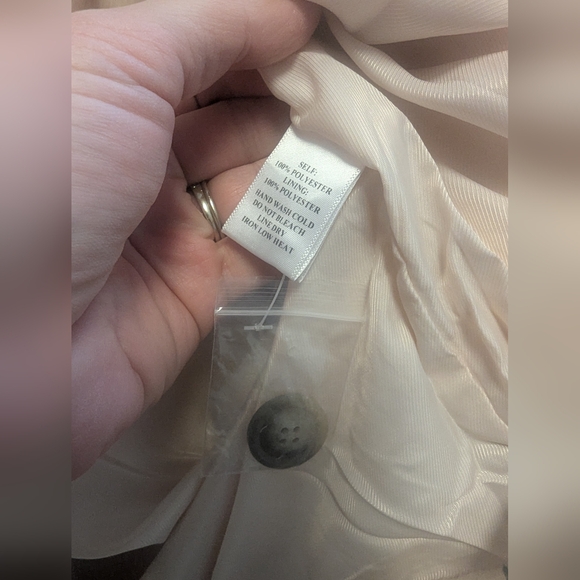 SELF:
100% POLYESTER
LINING:
100% POLYESTER
HAND WASH COLD
DO NOT BLEACH
LINE DRY
IRON LOW HEAT